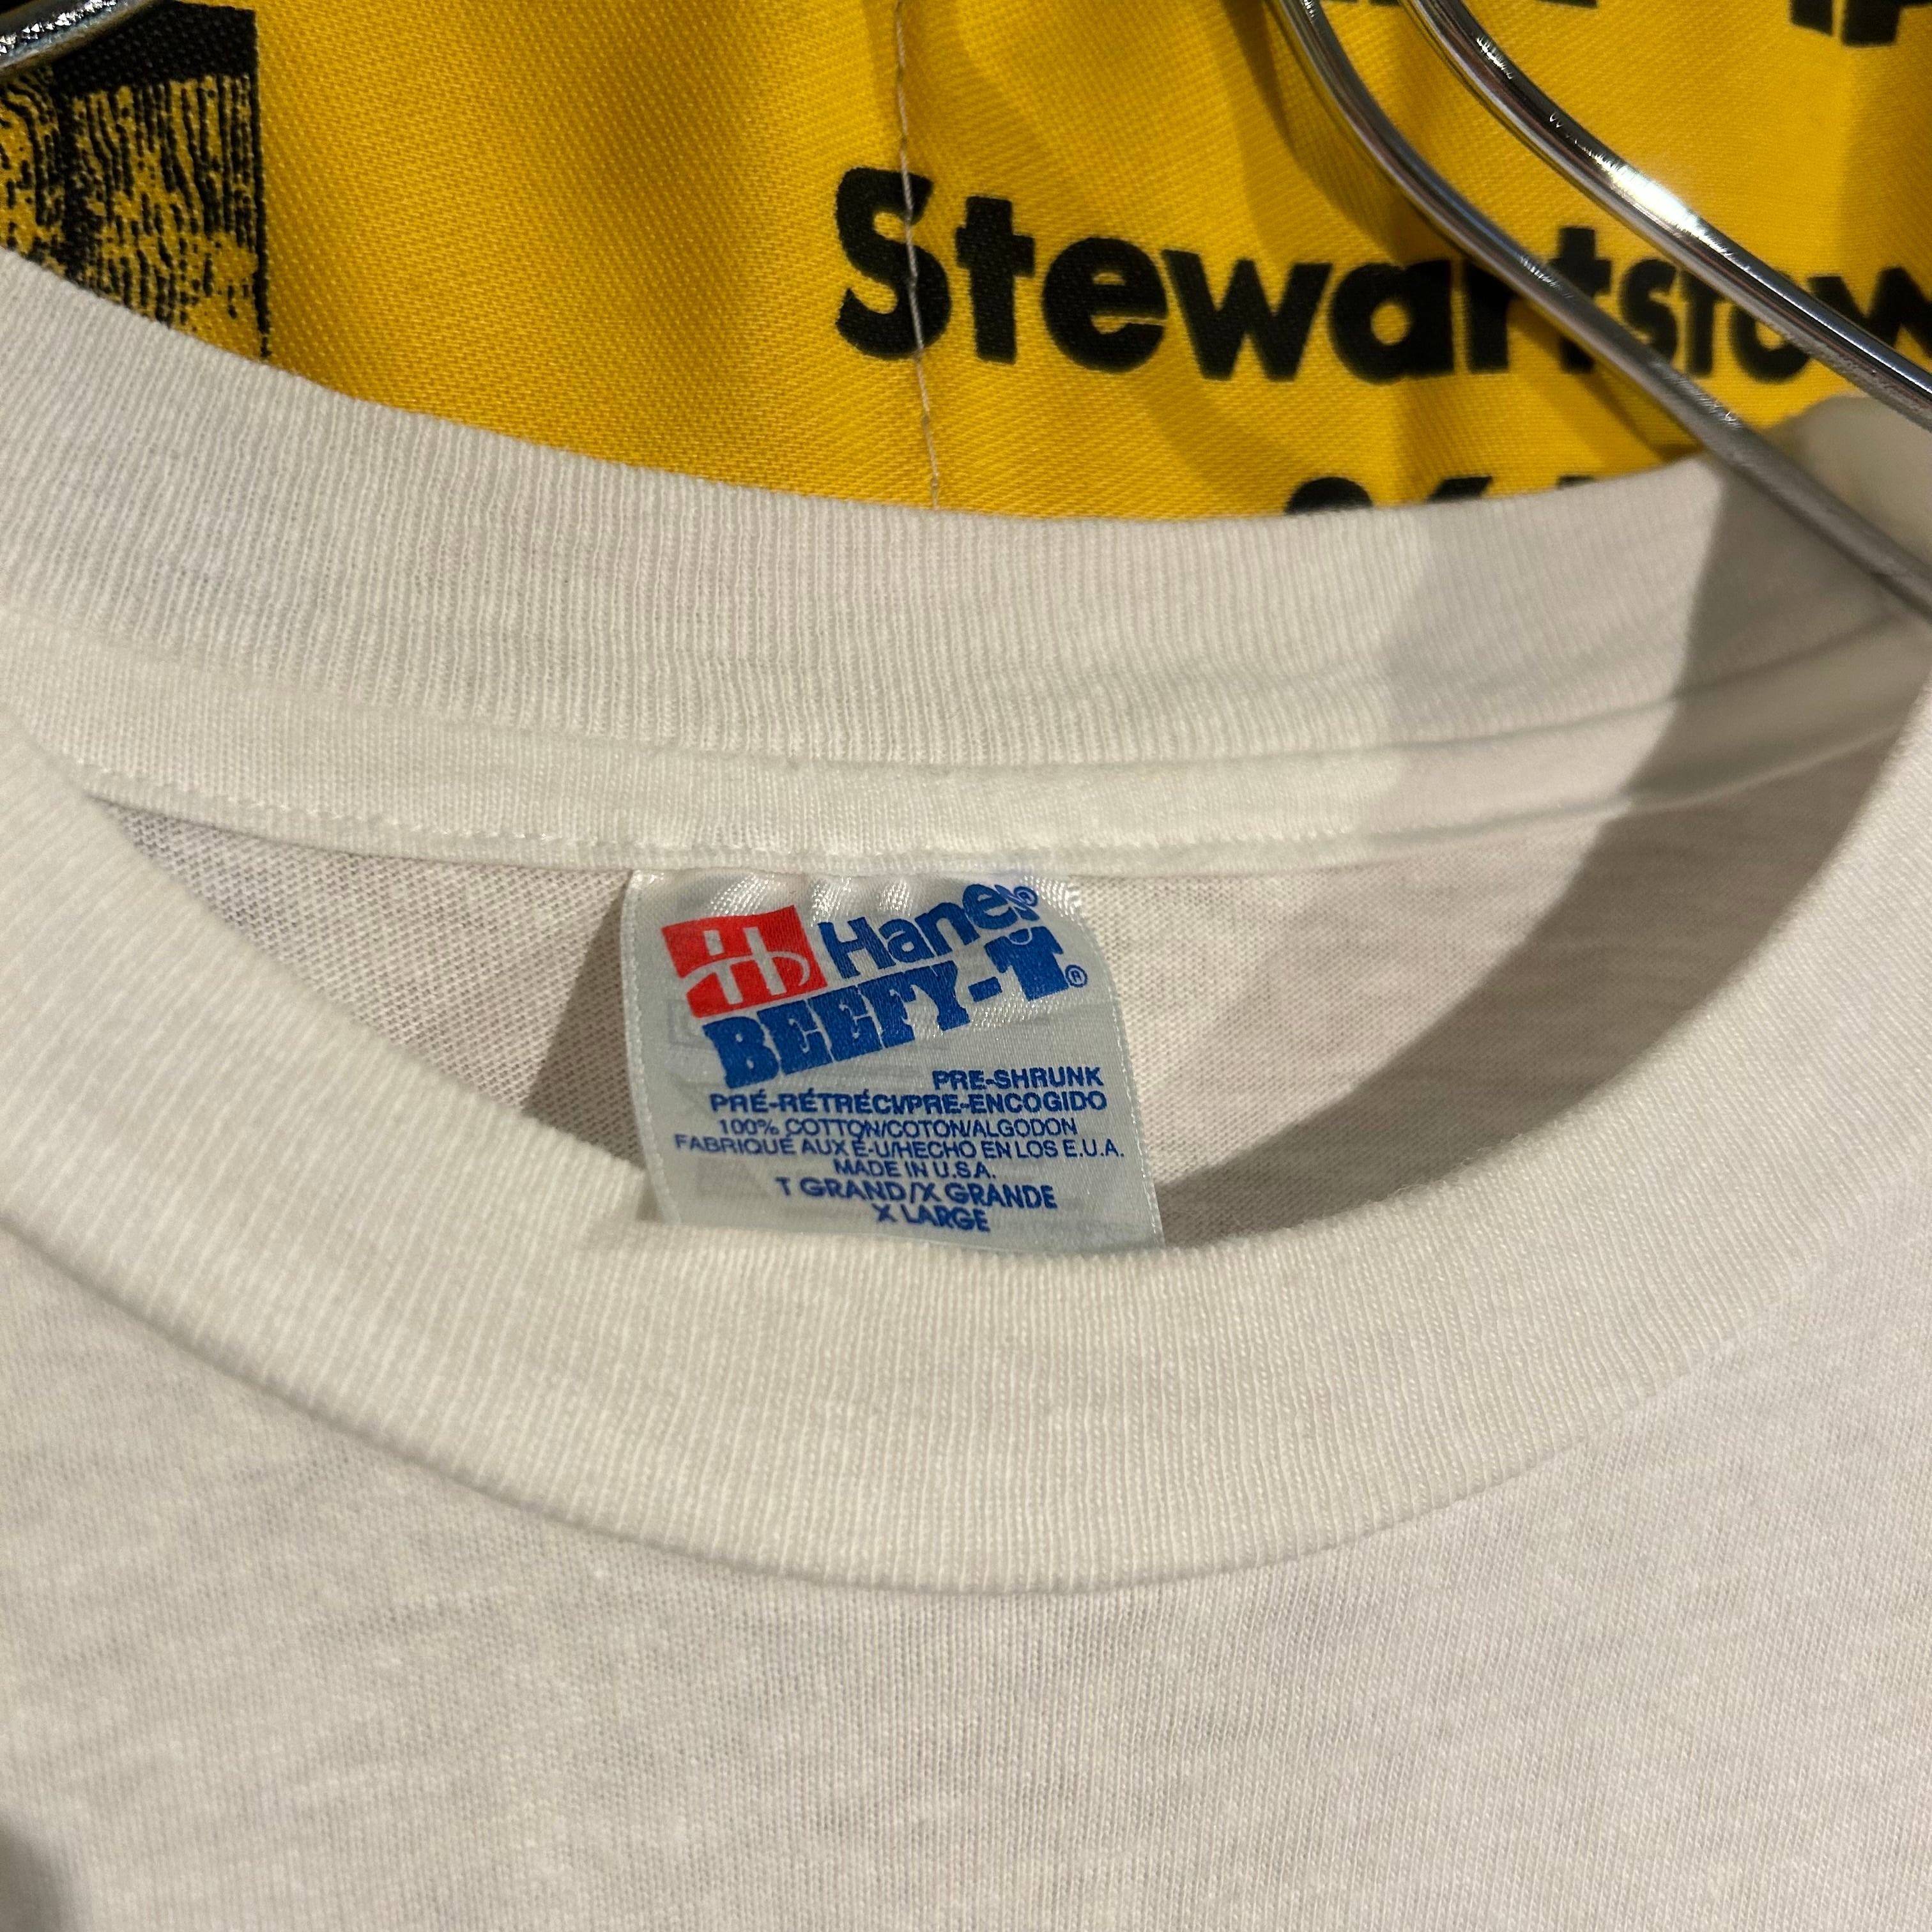 Stewartstow
Hanes®
BEEFY-T®
PRE-SHRUNK
PRÉ-RÉTRÉCI/PRE-ENCOGIDO
100% COTTON/COTON/ALGODON
FABRIQUÉ AUX É-U/HECHO EN LOS E.U.A.
MADE IN U.S.A.
T GRAND/X GRANDE
X LARGE